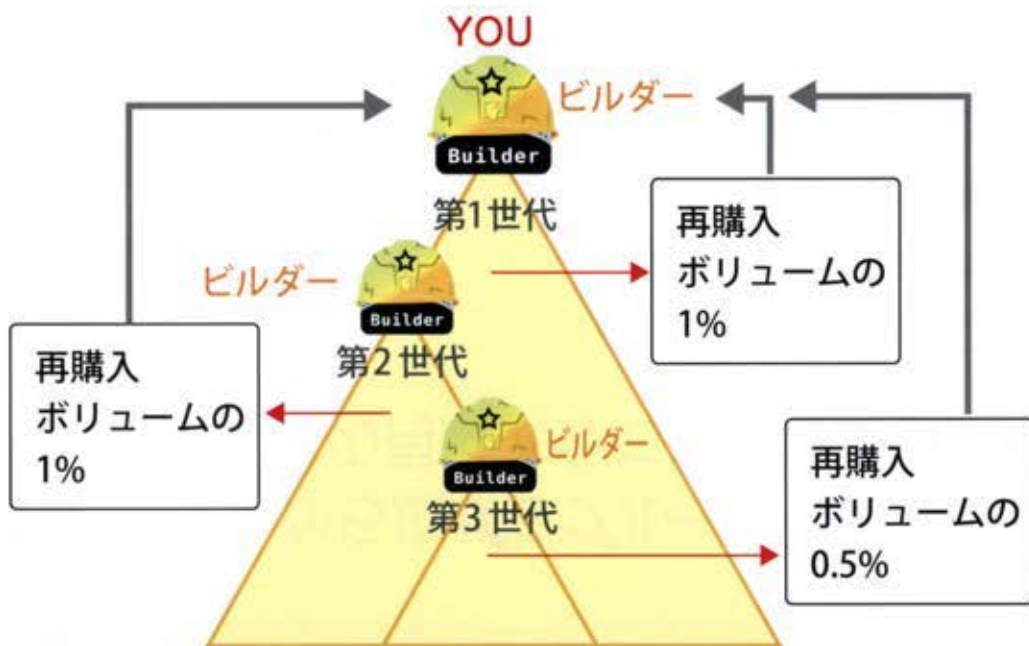 YOU
ビルダー
Builder
第1世代
再購入
ボリュームの
1%
ビルダー
Builder
第2世代
再購入
ボリュームの
1%
ビルダー
Builder
第3世代
再購入
ボリュームの
0.5%